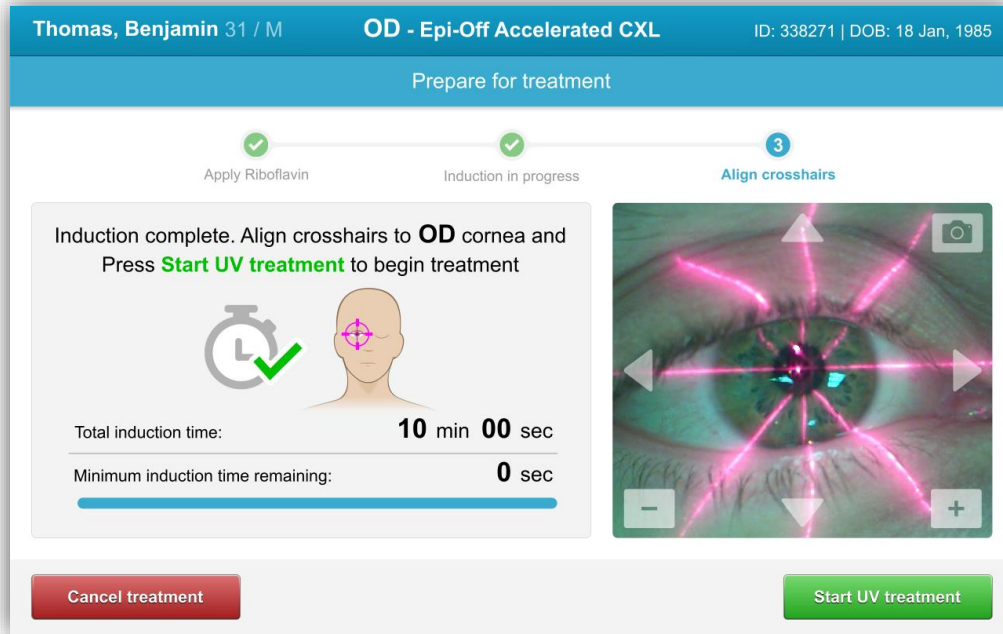 Thomas, Benjamin 31 / M OD - Epi-Off Accelerated CXL ID: 338271 | DOB: 18 Jan, 1985
Prepare for treatment
3
Apply Riboflavin Induction in progress Align crosshairs
Induction complete. Align crosshairs to OD cornea and
Press Start UV treatment to begin treatment
Total induction time: 10 min 00 sec
Minimum induction time remaining: 0 sec
Cancel treatment Start UV treatment